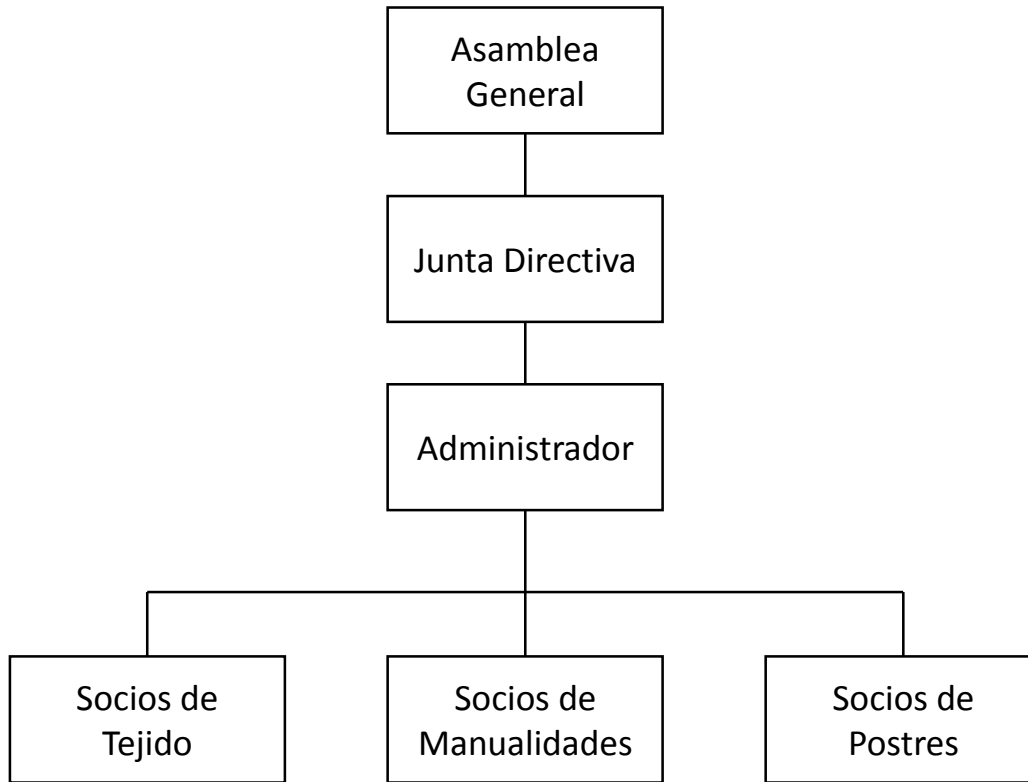 Asamblea
General
Junta Directiva
Administrador
Socios de
Tejido
Socios de
Manualidades
Socios de
Postres